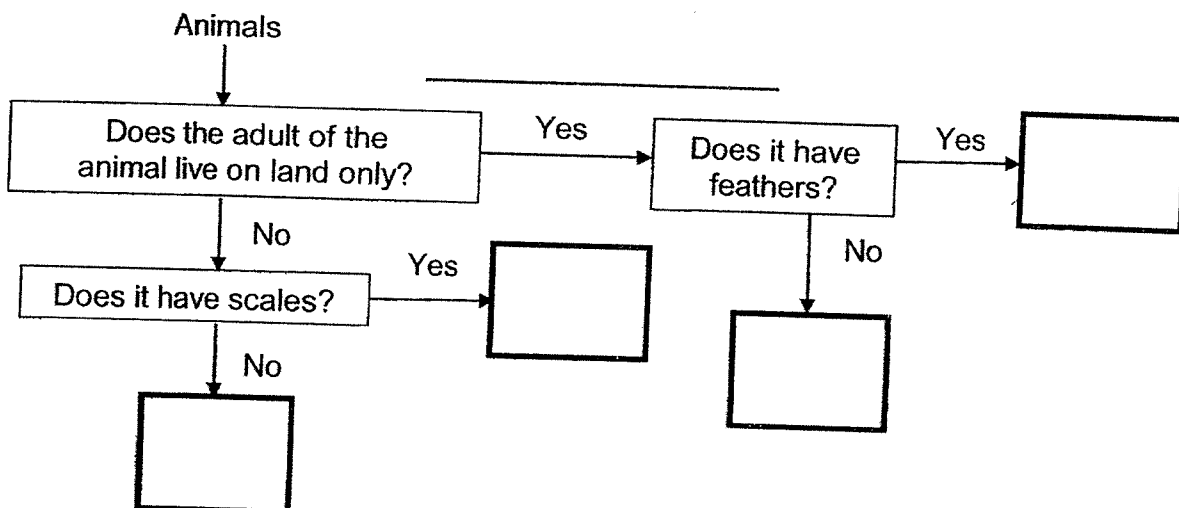 Animals
Does the adult of the
animal live on land only?
Yes
Does it have
feathers?
Yes
No
No
Does it have scales?
Yes
No